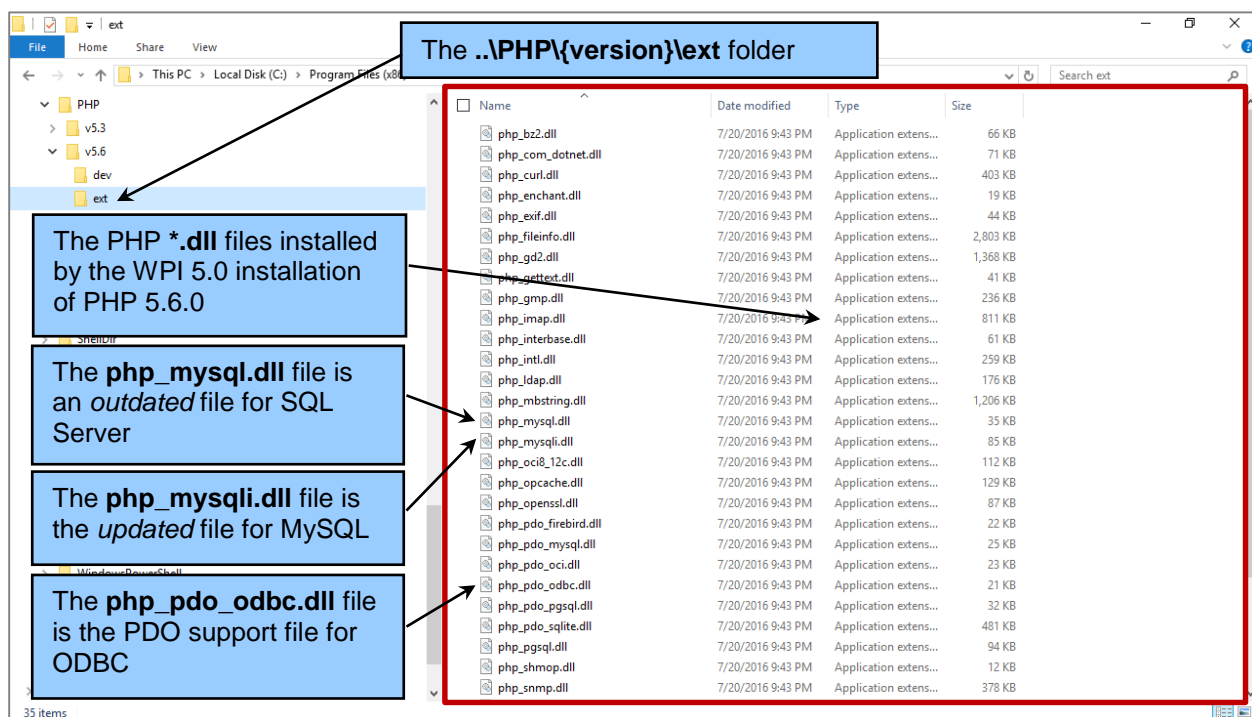 ext
File Home Share View
The ..\PHP\{version}\ext folder
This PC > Local Disk (C:) > Program Files (x86)
Search ext
PHP
v5.3
v5.6
dev
ext
The PHP *.dll files installed
by the WPI 5.0 installation
of PHP 5.6.0
ShellDir
The php_mysql.dll file is
an outdated file for SQL
Server
The php_mysqli.dll file is
the updated file for MySQL
WindowsPowerShell
The php_pdo_odbc.dll file
is the PDO support file for
ODBC
Name Date modified Type Size
php_bz2.dll 7/20/2016 9:43 PM Application extens... 66 KB
php_com_dotnet.dll 7/20/2016 9:43 PM Application extens... 71 KB
php_curl.dll 7/20/2016 9:43 PM Application extens... 403 KB
php_enchant.dll 7/20/2016 9:43 PM Application extens... 19 KB
php_exif.dll 7/20/2016 9:43 PM Application extens... 44 KB
php_fileinfo.dll 7/20/2016 9:43 PM Application extens... 2,803 KB
php_gd2.dll 7/20/2016 9:43 PM Application extens... 1,368 KB
php_gettext.dll 7/20/2016 9:43 PM Application extens... 41 KB
php_gmp.dll 7/20/2016 9:43 PM Application extens... 236 KB
php_imap.dll 7/20/2016 9:43 PM Application extens... 811 KB
php_interbase.dll 7/20/2016 9:43 PM Application extens... 61 KB
php_intl.dll 7/20/2016 9:43 PM Application extens... 259 KB
php_ldap.dll 7/20/2016 9:43 PM Application extens... 176 KB
php_mbstring.dll 7/20/2016 9:43 PM Application extens... 1,206 KB
php_mysql.dll 7/20/2016 9:43 PM Application extens... 35 KB
php_mysqli.dll 7/20/2016 9:43 PM Application extens... 85 KB
php_oci8_12c.dll 7/20/2016 9:43 PM Application extens... 112 KB
php_opcache.dll 7/20/2016 9:43 PM Application extens... 129 KB
php_openssl.dll 7/20/2016 9:43 PM Application extens... 87 KB
php_pdo_firebird.dll 7/20/2016 9:43 PM Application extens... 22 KB
php_pdo_mysql.dll 7/20/2016 9:43 PM Application extens... 25 KB
php_pdo_oci.dll 7/20/2016 9:43 PM Application extens... 23 KB
php_pdo_odbc.dll 7/20/2016 9:43 PM Application extens... 21 KB
php_pdo_pgsql.dll 7/20/2016 9:43 PM Application extens... 32 KB
php_pdo_sqlite.dll 7/20/2016 9:43 PM Application extens... 481 KB
php_pgsql.dll 7/20/2016 9:43 PM Application extens... 94 KB
php_shmop.dll 7/20/2016 9:43 PM Application extens... 12 KB
php_snmp.dll 7/20/2016 9:43 PM Application extens... 378 KB
35 items